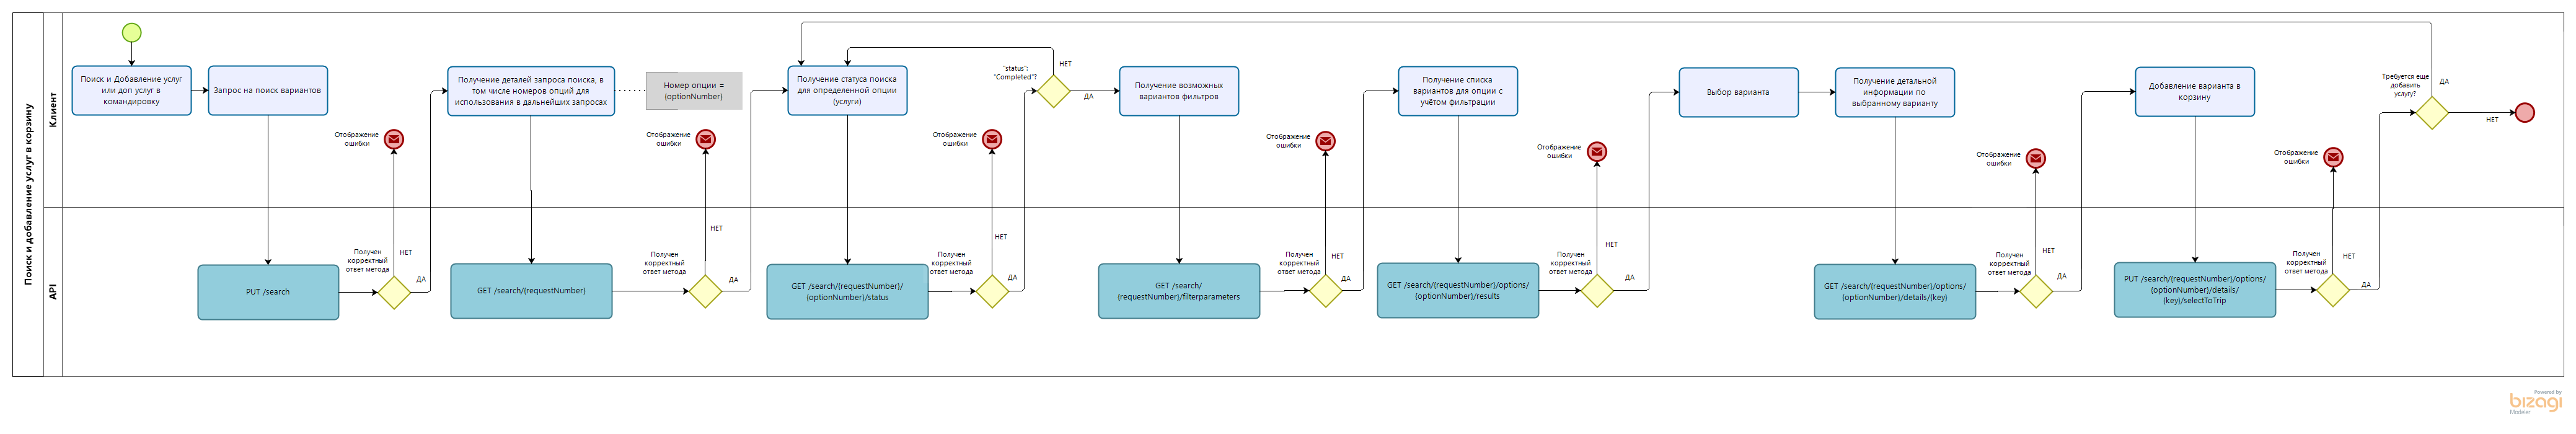 Поиск и добавление услуг в корзину
Клиент
API
Поиск и Добавление услуг
или доп услуг в
командировку
Запрос на поиск вариантов
PUT /search
Получен
корректный
ответ метода
НЕТ
ДА
Отображение
ошибки
Получение деталей запроса поиска, в
том числе номеров опций для
использования в дальнейших запросах
Номер опции =
{optionNumber}
GET /search/{requestNumber}
Получен
корректный
ответ метода
НЕТ
ДА
Отображение
ошибки
Получение статуса поиска
для определенной опции
(услуги)
GET /search/{requestNumber}/
{optionNumber}/status
Получен
корректный
ответ метода
НЕТ
ДА
Отображение
ошибки
"status":
"Completed"?
НЕТ
ДА
Получение возможных
вариантов фильтров
GET /search/
{requestNumber}/filterparameters
Получен
корректный
ответ метода
НЕТ
ДА
Отображение
ошибки
Получение списка
вариантов для опции с
учётом фильтрации
GET /search/{requestNumber}/options/
{optionNumber}/results
Получен
корректный
ответ метода
НЕТ
ДА
Отображение
ошибки
Выбор варианта
Получение детальной
информации по
выбранному варианту
GET /search/{requestNumber}/options/
{optionNumber}/details/{key}
Получен
корректный
ответ метода
НЕТ
ДА
Отображение
ошибки
Добавление варианта в
корзину
PUT /search/{requestNumber}/options/
{optionNumber}/details/
{key}/selectToTrip
Получен
корректный
ответ метода
НЕТ
ДА
Отображение
ошибки
Требуется еще
добавить
услугу?
ДА
НЕТ
Powered by
bizagi
Modeler